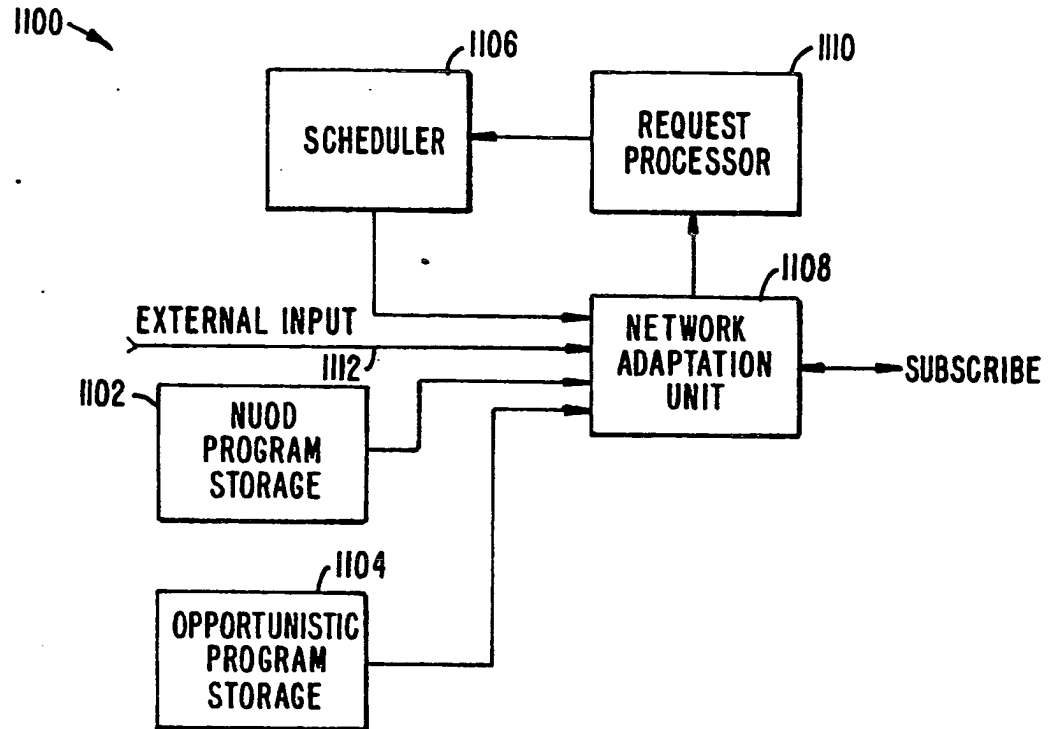 1100
1106
1110
SCHEDULER
REQUEST
PROCESSOR
1108
EXTERNAL INPUT
1112
NETWORK
ADAPTATION
UNIT
SUBSCRIBE
1102
NUOD
PROGRAM
STORAGE
1104
OPPORTUNISTIC
PROGRAM
STORAGE